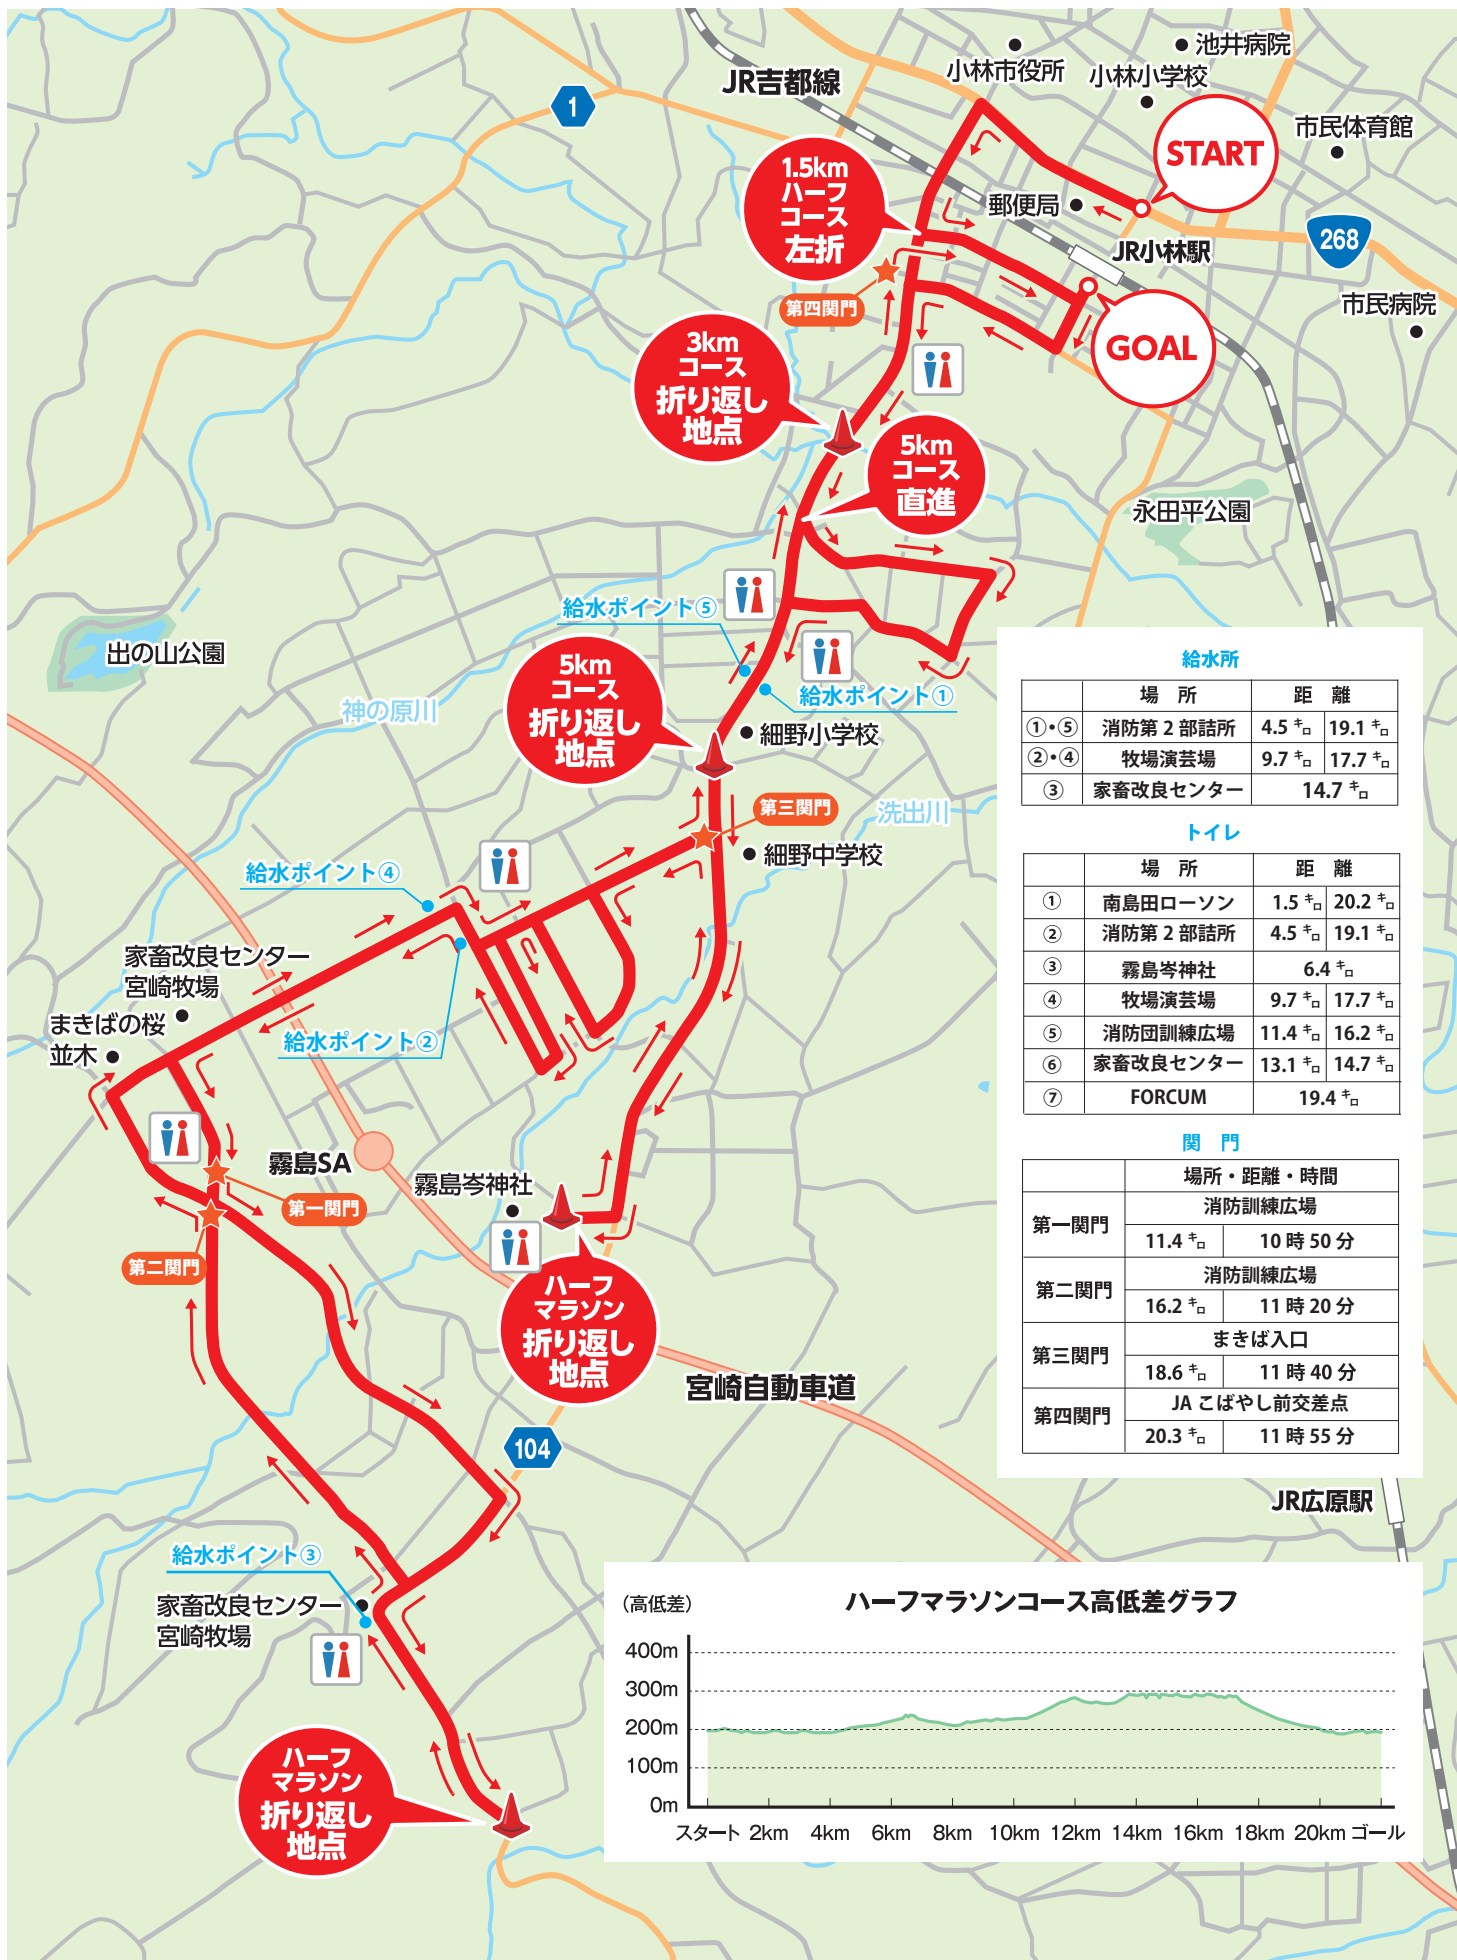 池井病院
小林市役所
小林小学校
JR吉都線
1
市民体育館
START
1.5km
ハーフ
コース
左折
郵便局
268
JR小林駅
市民病院
第四関門
GOAL
3km
コース
折り返し
地点
5km
コース
直進
永田平公園
給水ポイント⑤
出の山公園
神の原川
5km
コース
折り返し
地点
給水ポイント①
細野小学校
第三関門
洗出川
細野中学校
給水ポイント④
家畜改良センター
宮崎牧場
まきばの桜
並木
給水ポイント②
霧島SA
霧島岑神社
第一関門
第二関門
ハーフ
マラソン
折り返し
地点
宮崎自動車道
104
給水ポイント③
家畜改良センター
宮崎牧場
ハーフ
マラソン
折り返し
地点
JR広原駅
給水所
場 所 距 離
①・⑤ 消防第2部詰所 4.5キロ 19.1キロ
②・④ 牧場演芸場 9.7キロ 17.7キロ
③ 家畜改良センター 14.7キロ
トイレ
場 所 距 離
① 南島田ローソン 1.5キロ 20.2キロ
② 消防第2部詰所 4.5キロ 19.1キロ
③ 霧島岑神社 6.4キロ
④ 牧場演芸場 9.7キロ 17.7キロ
⑤ 消防団訓練広場 11.4キロ 16.2キロ
⑥ 家畜改良センター 13.1キロ 14.7キロ
⑦ FORCUM 19.4キロ
関 門
場所・距離・時間
第一関門 消防訓練広場
11.4キロ 10時50分
第二関門 消防訓練広場
16.2キロ 11時20分
第三関門 まきば入口
18.6キロ 11時40分
第四関門 JAこばやし前交差点
20.3キロ 11時55分
(高低差) ハーフマラソンコース高低差グラフ
400m
300m
200m
100m
0m
スタート 2km 4km 6km 8km 10km 12km 14km 16km 18km 20km ゴール